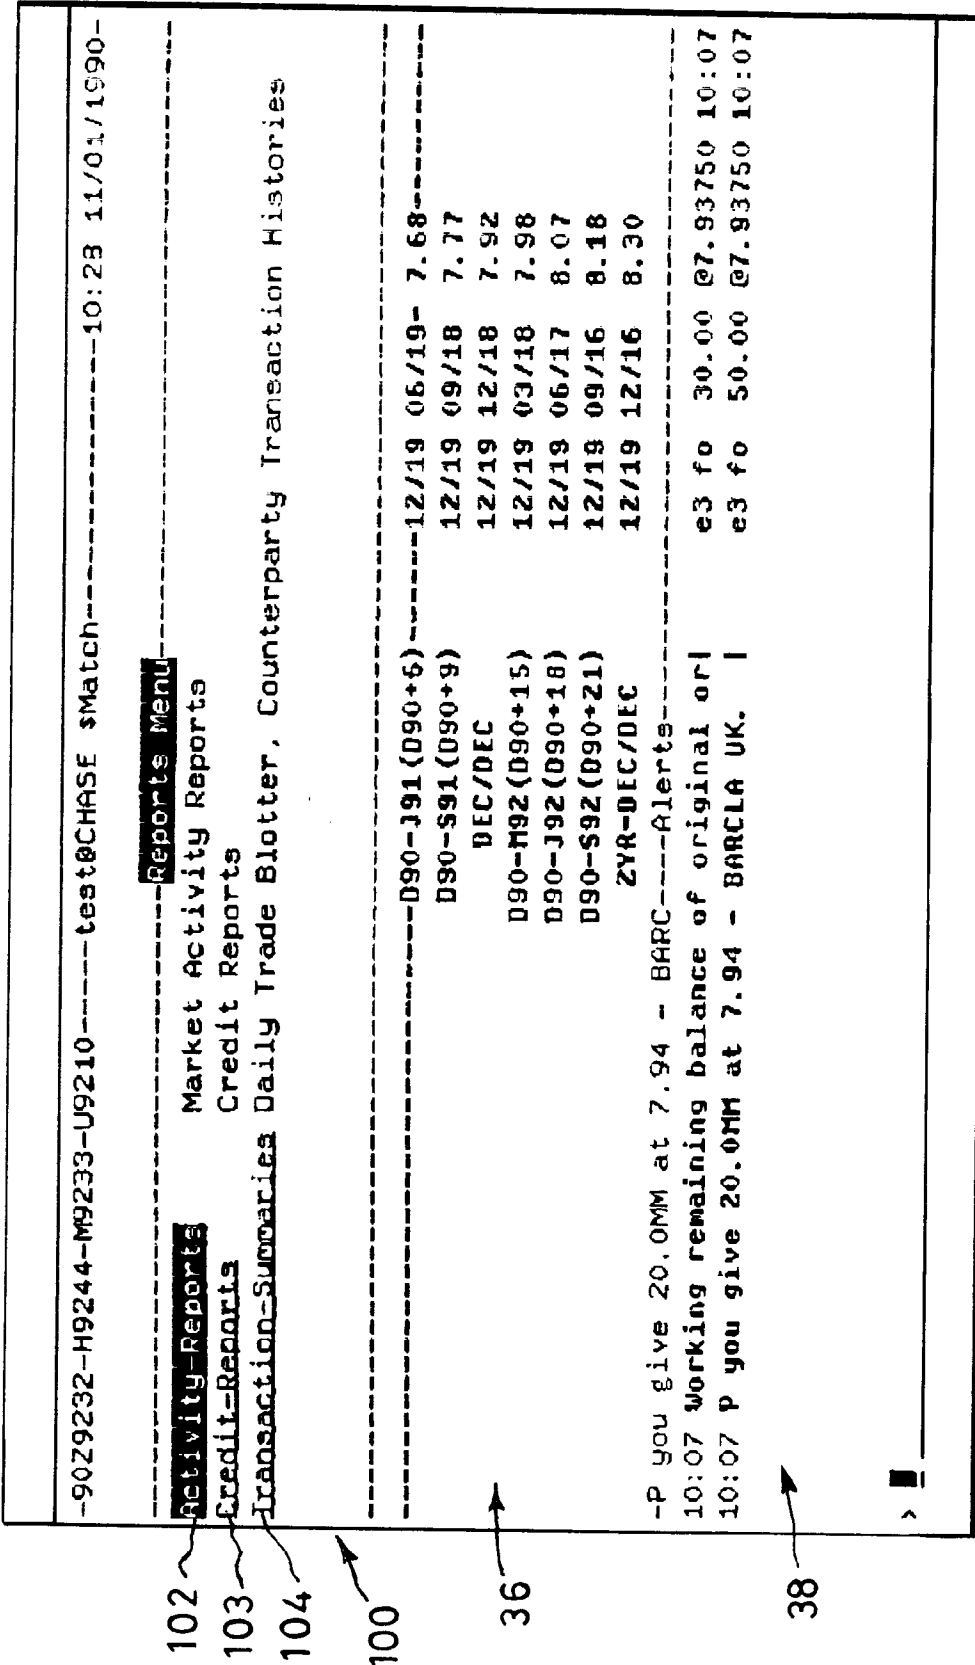 -90Z9232-H9244-M9233-U9210-----test@CHASE $Match---------------10:23 11/01/1990-
Reports Menu
Activity-Reports Market Activity Reports
Credit-Reports Credit Reports
Transaction-Summaries Daily Trade Blotter, Counterparty Transaction Histories
D90-J91(D90+6)------12/19 06/19- 7.68
D90-S91(D90+9) 12/19 09/18 7.77
DEC/DEC 12/19 12/18 7.92
D90-M92(D90+15) 12/19 03/18 7.98
D90-J92(D90+18) 12/19 06/17 8.07
D90-S92(D90+21) 12/19 09/16 8.18
2YR-DEC/DEC 12/19 12/16 8.30
-P you give 20.0MM at 7.94 - BARC----Alerts
10:07 Working remaining balance of original or| e3 fo 30.00 @7.93750 10:07
10:07 P you give 20.0MM at 7.94 - BARCLA UK. | e3 fo 50.00 @7.93750 10:07
>
102
103
104
100
36
38